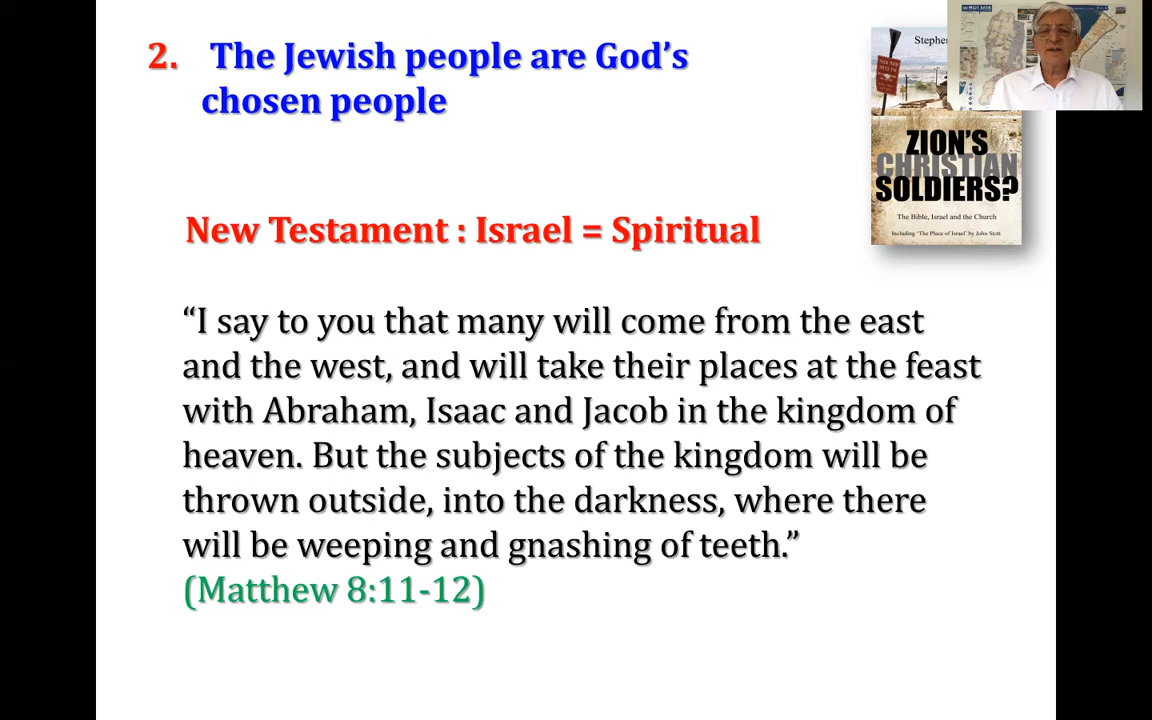 2. The Jewish people are God’s
chosen people
Stephen
ZION'S
CHRISTIAN
SOLDIERS?
The Bible, Israel and the Church
Including 'The Place of Israel' by John Stott
New Testament : Israel = Spiritual
“I say to you that many will come from the east
and the west, and will take their places at the feast
with Abraham, Isaac and Jacob in the kingdom of
heaven. But the subjects of the kingdom will be
thrown outside, into the darkness, where there
will be weeping and gnashing of teeth.”
(Matthew 8:11-12)